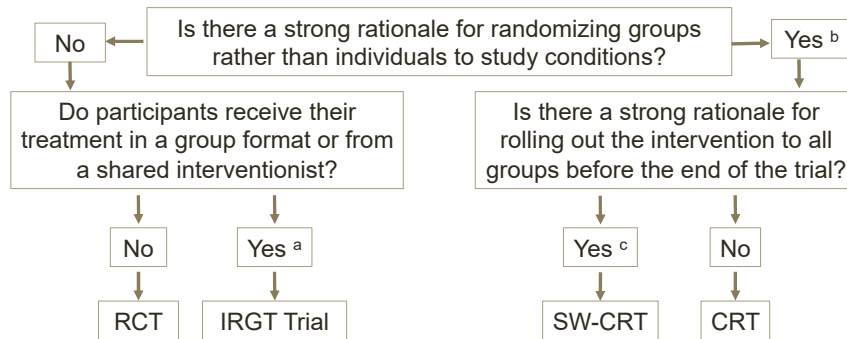 Is there a strong rationale for randomizing groups
rather than individuals to study conditions?
No
Yes ᵇ
Do participants receive their
treatment in a group format or from
a shared interventionist?
Is there a strong rationale for
rolling out the intervention to all
groups before the end of the trial?
No
Yes ᵃ
Yes ᶜ
No
RCT
IRGT Trial
SW-CRT
CRT